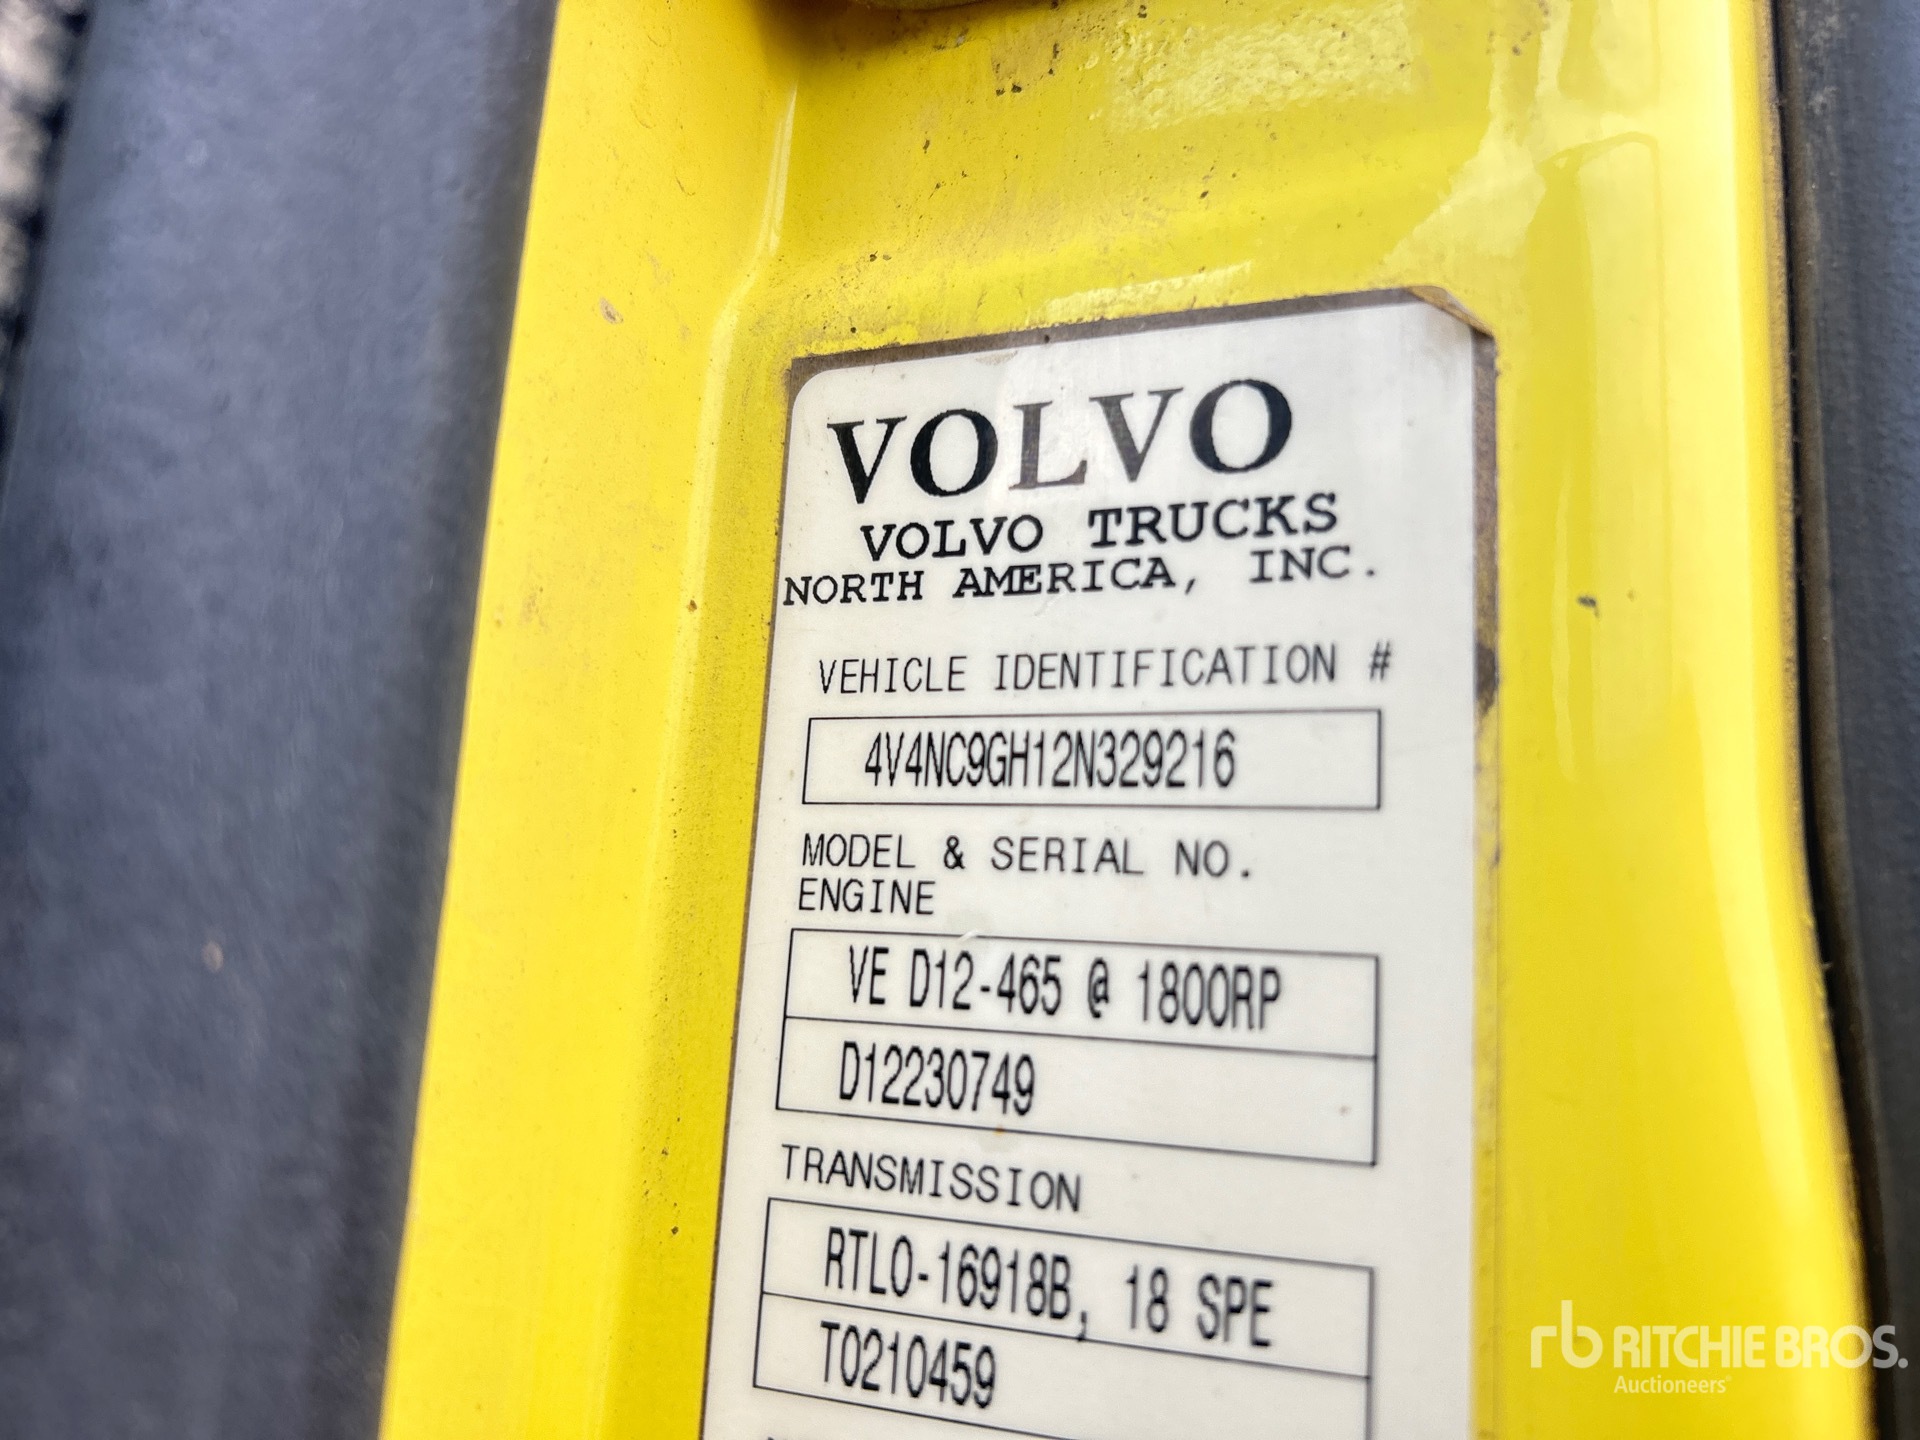 VOLVO
VOLVO TRUCKS
NORTH AMERICA, INC.
VEHICLE IDENTIFICATION #
4V4NC9GH12N329216
MODEL & SERIAL NO.
ENGINE
VE D12-465 @ 1800RP
D12230749
TRANSMISSION
RTLO-16918B, 18 SPE
T0210459
rb RITCHIE BROS.
Auctioneers